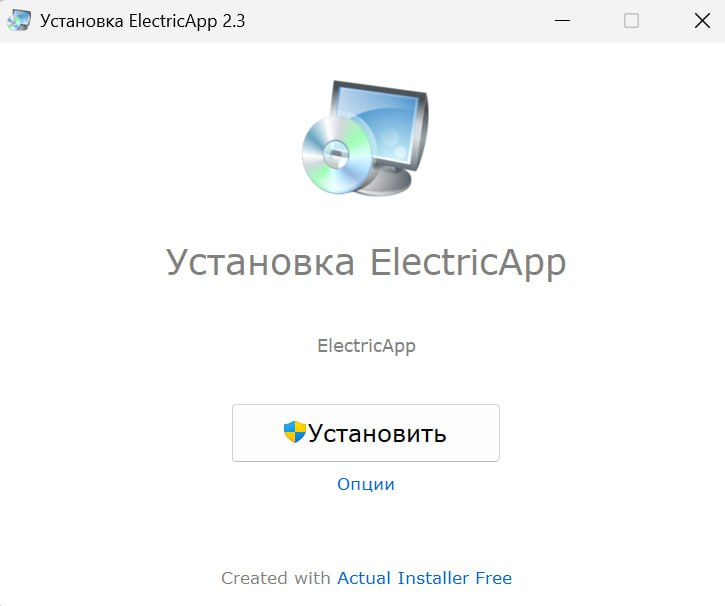 Установка ElectricApp 2.3
Установка ElectricApp
ElectricApp
Установить
Опции
Created with Actual Installer Free